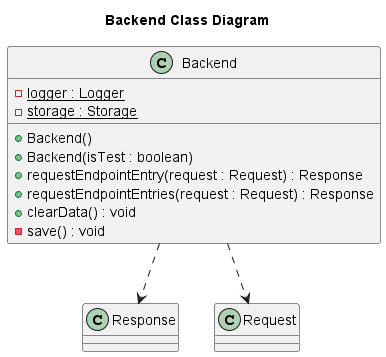 Backend Class Diagram
C Backend
logger : Logger
storage : Storage
Backend()
Backend(isTest : boolean)
requestEndpointEntry(request : Request) : Response
requestEndpointEntries(request : Request) : Response
clearData() : void
save() : void
C Response
C Request